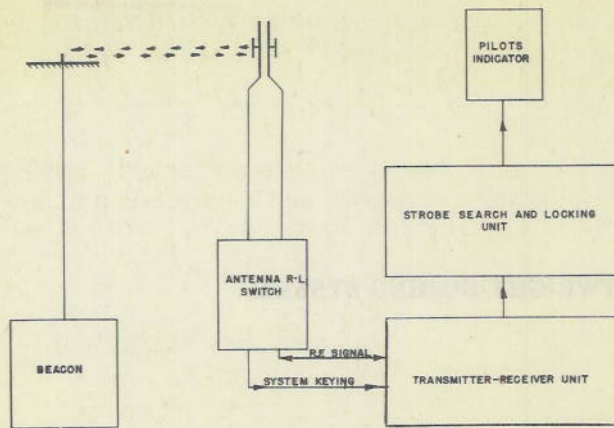 PILOTS
INDICATOR
STROBE SEARCH AND LOCKING
UNIT
ANTENNA R-L
SWITCH
R.F. SIGNAL
BEACON
SYSTEM KEYING
TRANSMITTER-RECEIVER UNIT